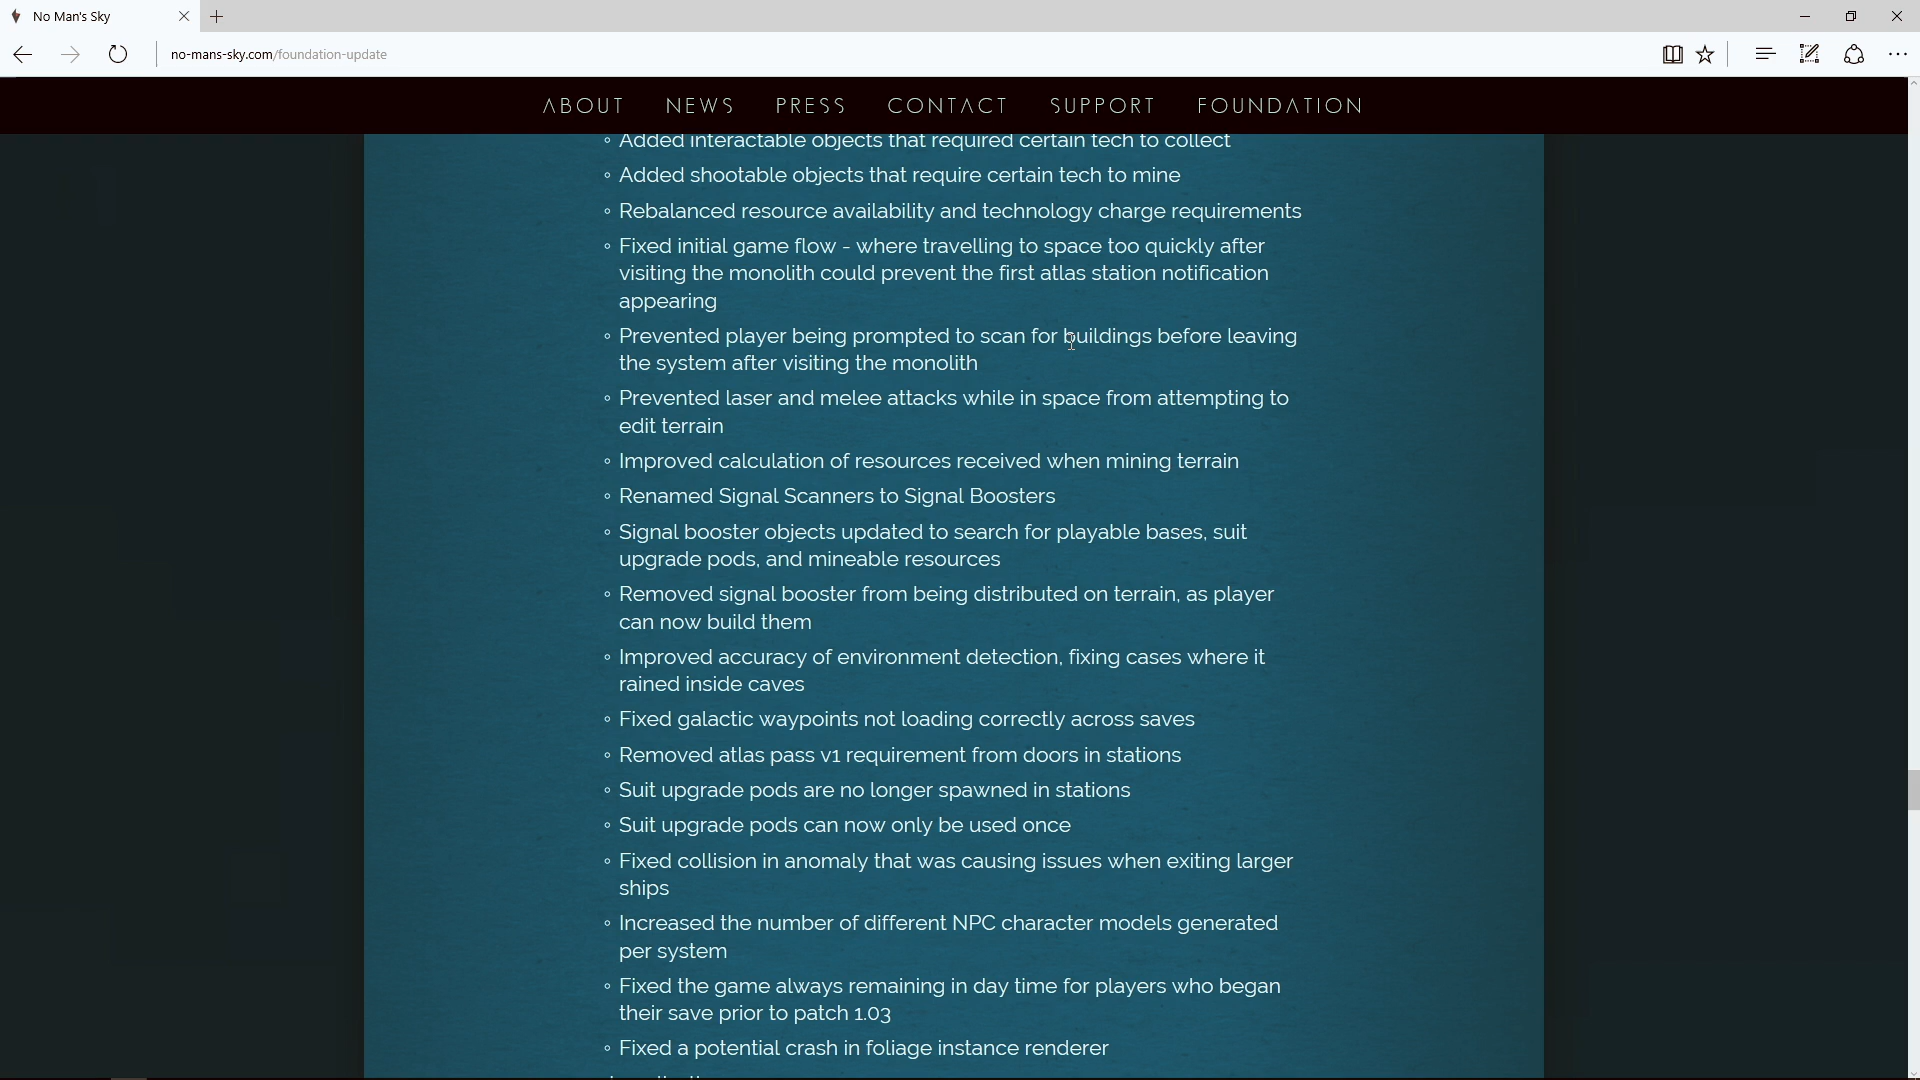 No Man's Sky
no-mans-sky.com/foundation-update
ABOUT NEWS PRESS CONTACT SUPPORT FOUNDATION
◦ Added interactable objects that required certain tech to collect
◦ Added shootable objects that require certain tech to mine
◦ Rebalanced resource availability and technology charge requirements
◦ Fixed initial game flow - where travelling to space too quickly after
visiting the monolith could prevent the first atlas station notification
appearing
◦ Prevented player being prompted to scan for buildings before leaving
the system after visiting the monolith
◦ Prevented laser and melee attacks while in space from attempting to
edit terrain
◦ Improved calculation of resources received when mining terrain
◦ Renamed Signal Scanners to Signal Boosters
◦ Signal booster objects updated to search for playable bases, suit
upgrade pods, and mineable resources
◦ Removed signal booster from being distributed on terrain, as player
can now build them
◦ Improved accuracy of environment detection, fixing cases where it
rained inside caves
◦ Fixed galactic waypoints not loading correctly across saves
◦ Removed atlas pass v1 requirement from doors in stations
◦ Suit upgrade pods are no longer spawned in stations
◦ Suit upgrade pods can now only be used once
◦ Fixed collision in anomaly that was causing issues when exiting larger
ships
◦ Increased the number of different NPC character models generated
per system
◦ Fixed the game always remaining in day time for players who began
their save prior to patch 1.03
◦ Fixed a potential crash in foliage instance renderer